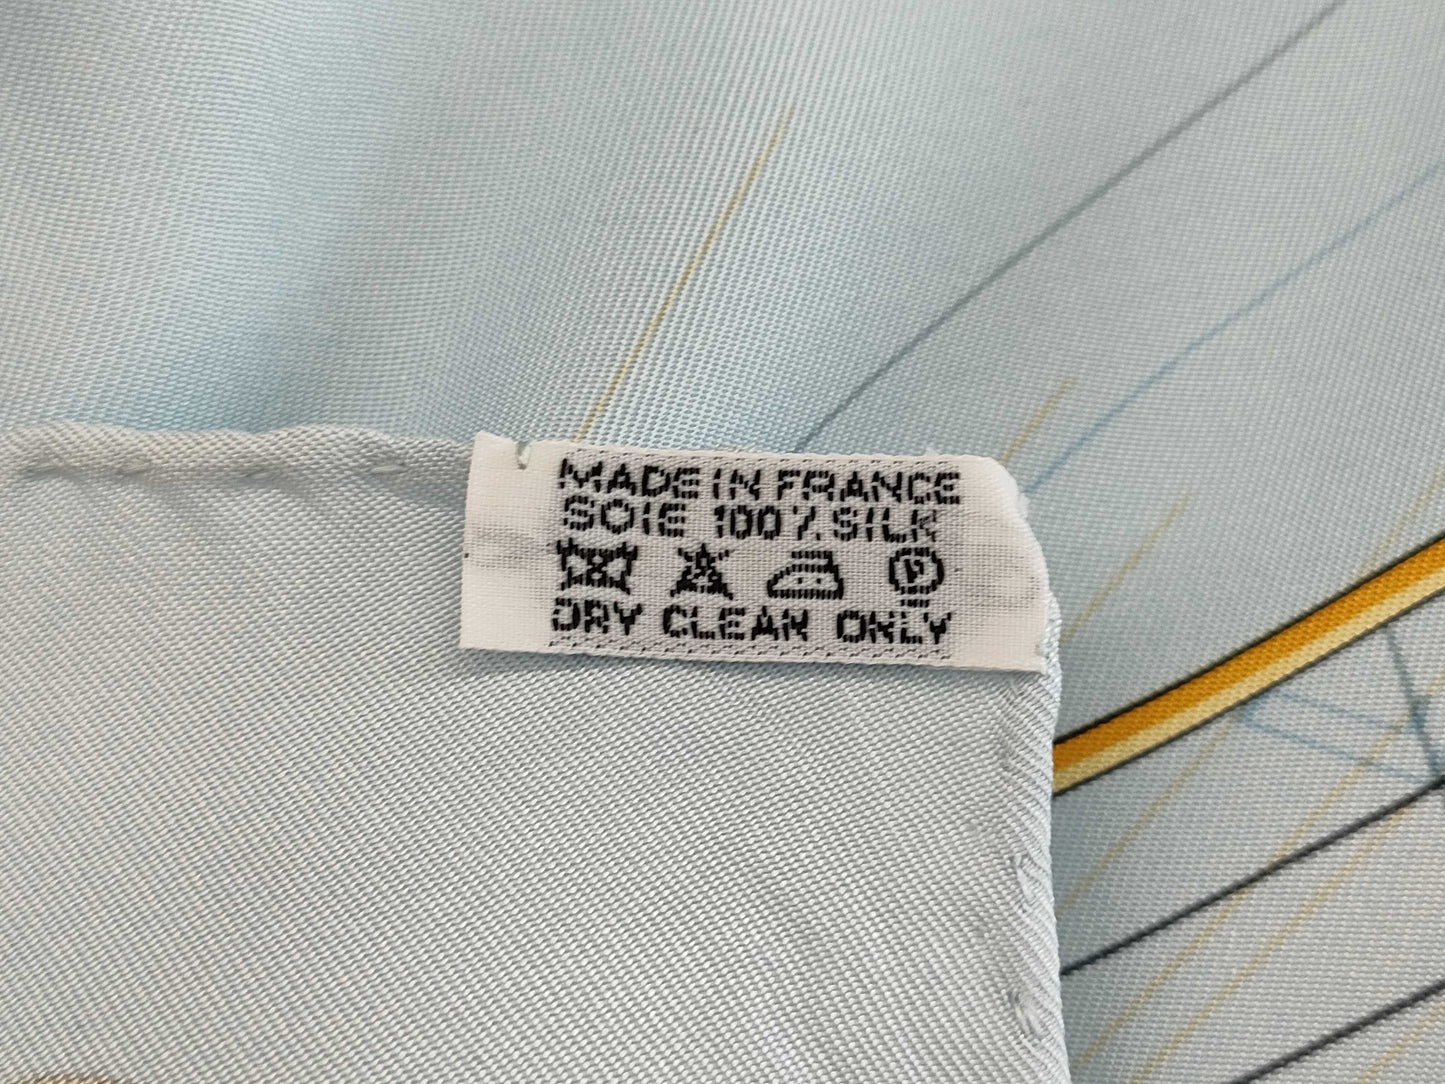 MADE IN FRANCE
SOIE 100% SILK
P
DRY CLEAN ONLY